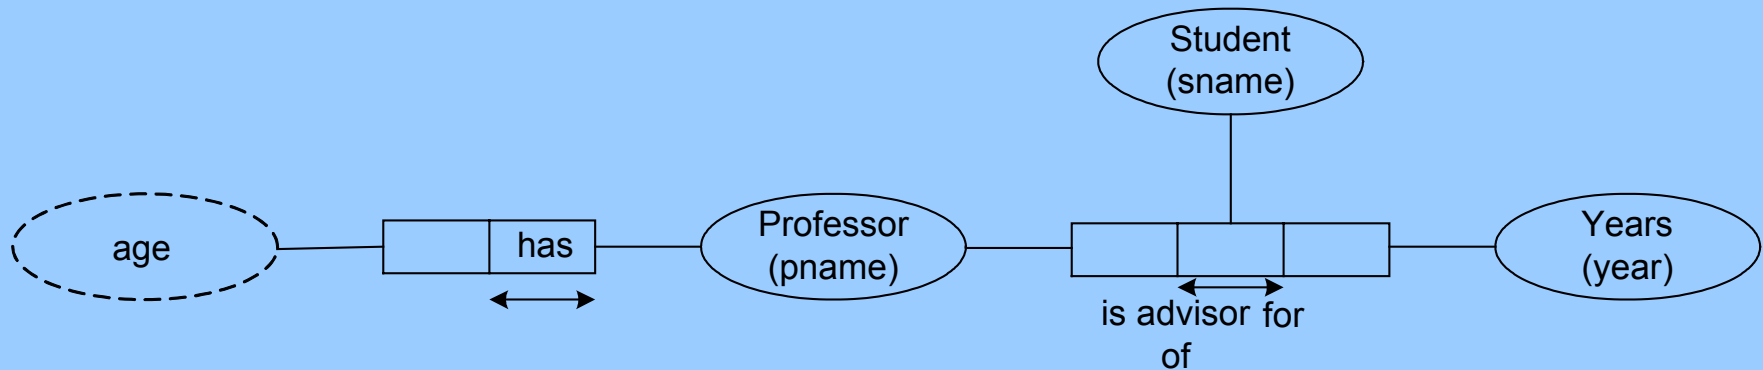 Student
(sname)
age
has
Professor
(pname)
Years
(year)
is advisor for
of